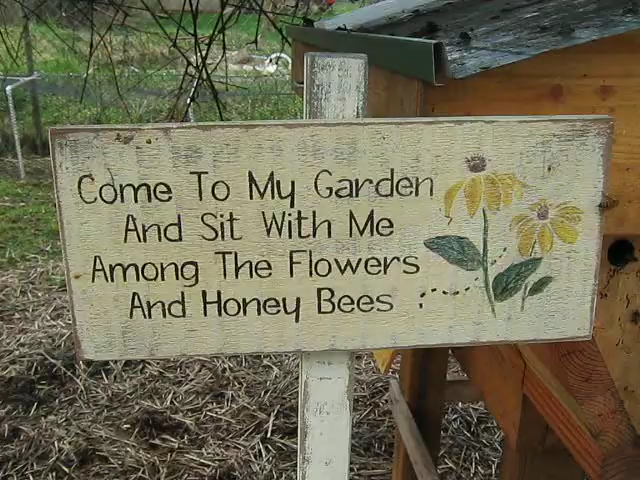 Come To My Garden
And Sit With Me
Among The Flowers
And Honey Bees